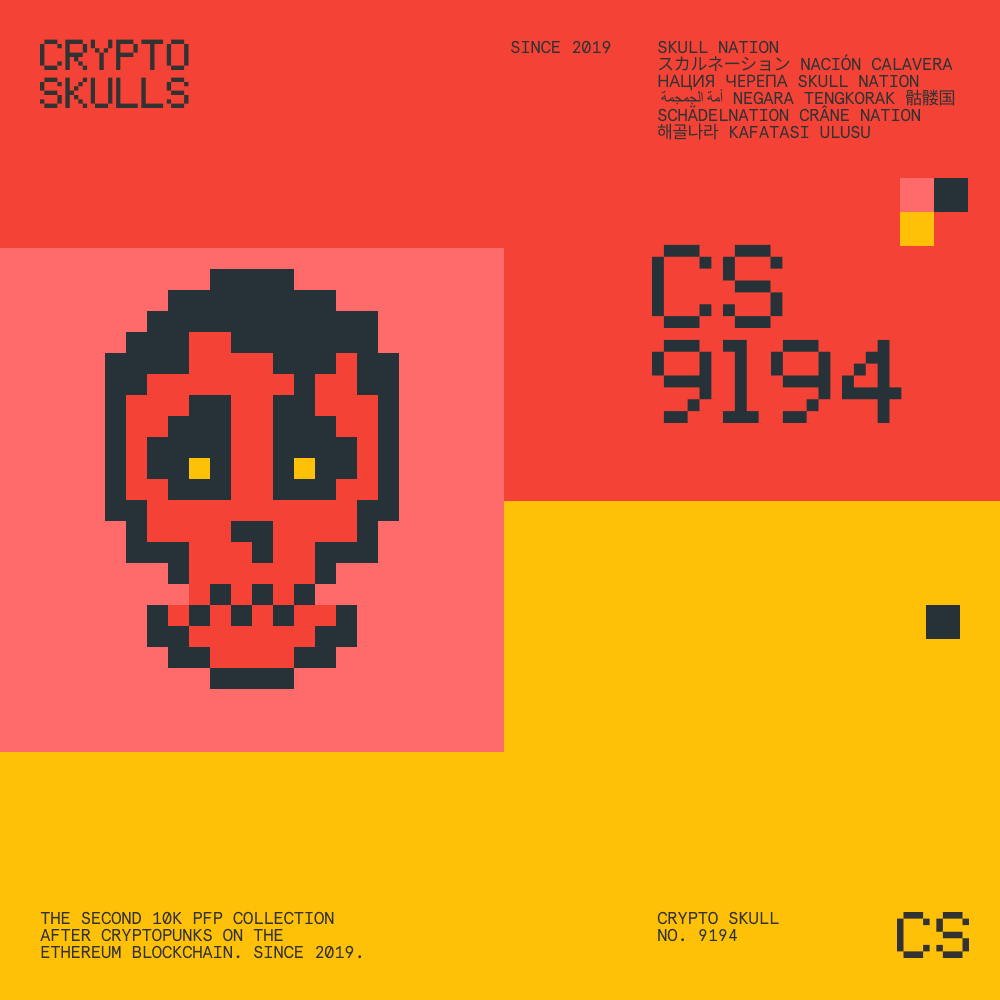 CRYPTO
SKULLS
SINCE 2019
SKULL NATION
スカルネーション NACIÓN CALAVERA
НАЦИЯ ЧЕРЕПА SKULL NATION
أمة الجمجمة NEGARA TENGKORAK 骷髅国
SCHÄDELNATION CRÂNE NATION
해골나라 KAFATASI ULUSU
CS
9194
THE SECOND 10K PFP COLLECTION
AFTER CRYPTOPUNKS ON THE
ETHEREUM BLOCKCHAIN. SINCE 2019.
CRYPTO SKULL
NO. 9194
CS